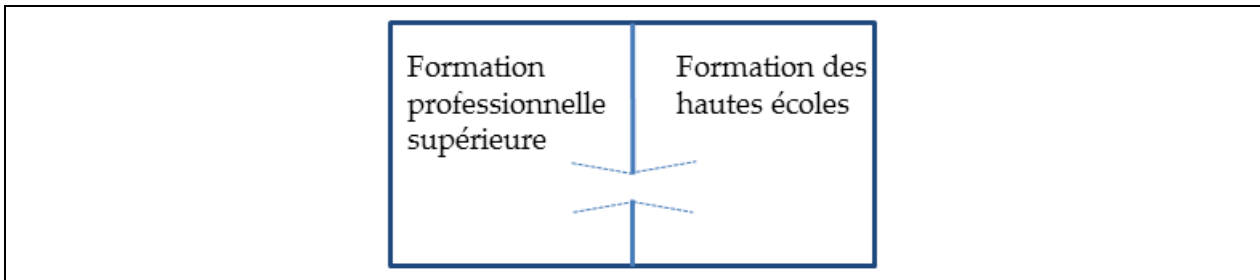 Formation
professionnelle
supérieure
Formation des
hautes écoles